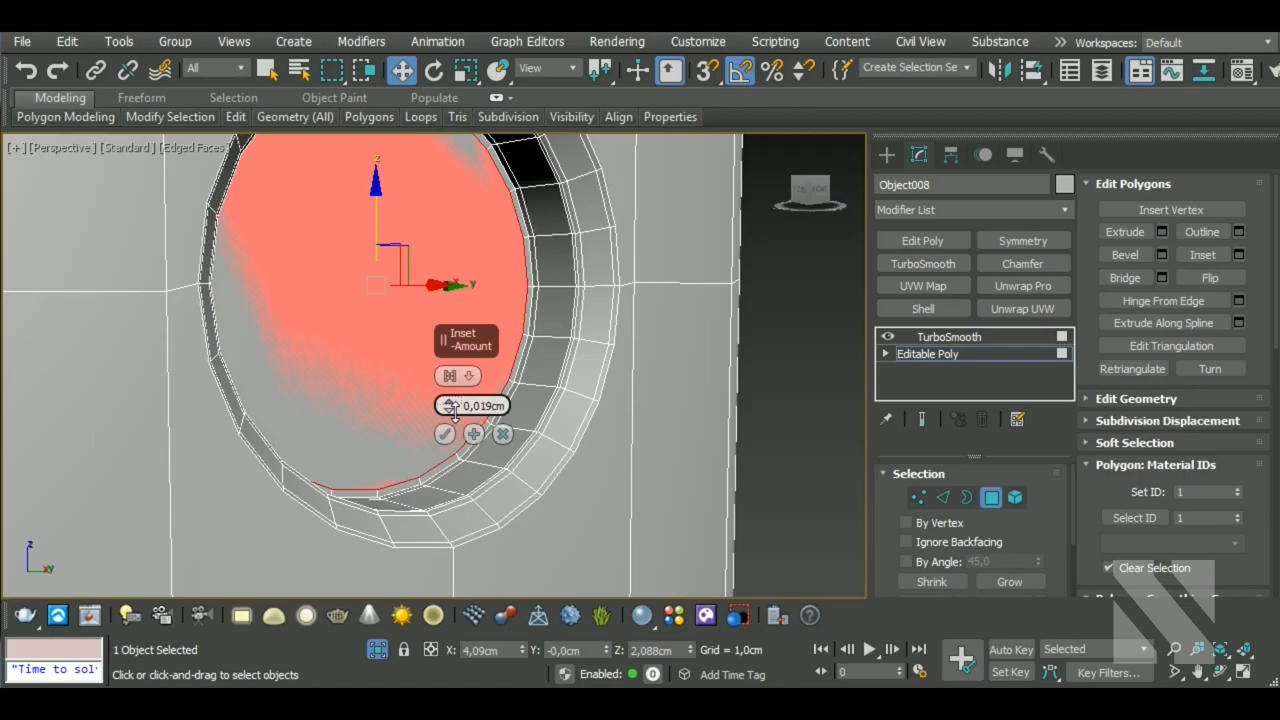 File Edit Tools Group Views Create Modifiers Animation Graph Editors Rendering Customize Scripting Content Civil View Substance Workspaces: Default
All View Create Selection Se
Modeling Freeform Selection Object Paint Populate
Polygon Modeling Modify Selection Edit Geometry (All) Polygons Loops Tris Subdivision Visibility Align Properties
[+] [Perspective] [Standard] [Edged Faces]
z
x y
Inset
-Amount
0,019cm
z
xy
Object008
Modifier List
Edit Poly Symmetry
TurboSmooth Chamfer
UVW Map Unwrap Pro
Shell Unwrap UVW
TurboSmooth
Editable Poly
Selection
By Vertex
Ignore Backfacing
By Angle: 45,0
Shrink Grow
Edit Polygons
Insert Vertex
Extrude Outline
Bevel Inset
Bridge Flip
Hinge From Edge
Extrude Along Spline
Edit Triangulation
Retriangulate Turn
Edit Geometry
Subdivision Displacement
Soft Selection
Polygon: Material IDs
Set ID: 1
Select ID 1
Clear Selection
1 Object Selected X: 4,09cm Y: -0,0cm Z: 2,088cm Grid = 1,0cm Auto Key Selected
"Time to sol Click or click-and-drag to select objects Enabled: 0 Add Time Tag 0 Set Key Key Filters...